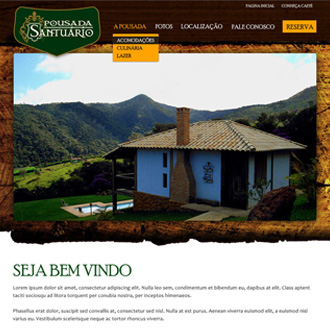 PAGINA INICIAL CONHEÇA CAETÉ
POUSADA
SANTUÁRIO
A POUSADA FOTOS LOCALIZAÇÃO FALE CONOSCO RESERVA
ACOMODAÇÕES
CULINÁRIA
LAZER
SEJA BEM VINDO
Lorem ipsum dolor sit amet, consectetur adipiscing elit. Nulla leo sem, condimentum et bibendum eu, dapibus at elit. Class aptent
taciti sociosqu ad litora torquent per conubia nostra, per inceptos himenaeos.
Phasellus erat dolor, suscipit sed convallis at, consectetur sed nisl. Nulla at est purus. Aenean viverra euismod elit, a euismod
varius eu. Vestibulum scelerisque neque ac tortor rhoncus viverra.